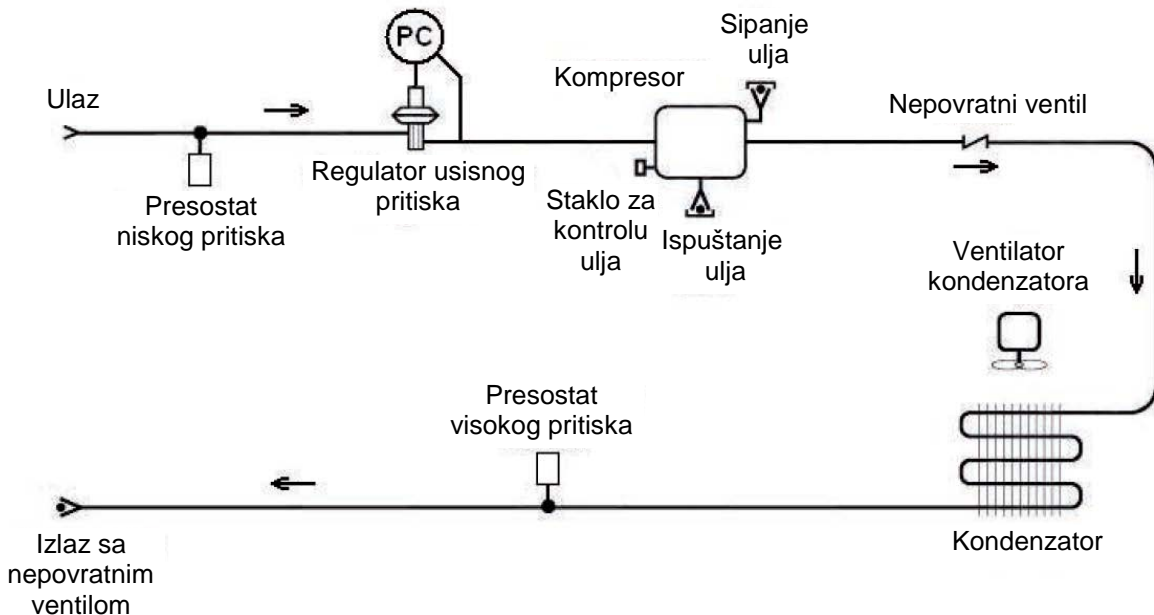 PC
Sipanje
ulja
Kompresor
Ulaz
Nepovratni ventil
Regulator usisnog
pritiska
Presostat
niskog pritiska
Staklo za
kontrolu
ulja
Ispuštanje
ulja
Ventilator
kondenzatora
Presostat
visokog pritiska
Izlaz sa
nepovratnim
ventilom
Kondenzator